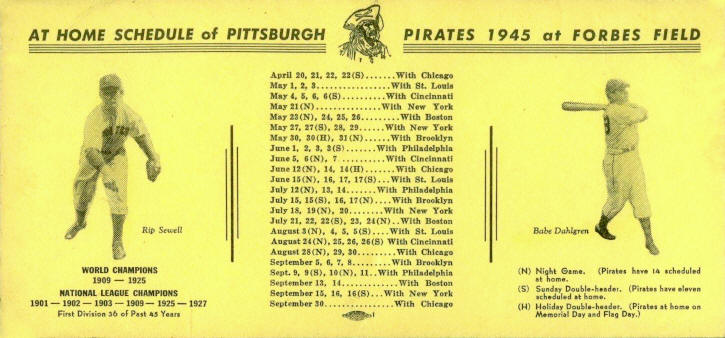 AT HOME SCHEDULE of PITTSBURGH PIRATES 1945 at FORBES FIELD
April 20, 21, 22, 22(S).......With Chicago
May 1, 2, 3.................With St. Louis
May 4, 5, 6, 6(S)..........With Cincinnati
May 21(N)................With New York
May 23(N), 24, 25, 26........With Boston
May 27, 27(S), 28, 29.....With New York
May 30, 30(H), 31(N).....With Brooklyn
June 1, 2, 3, 3(S)......With Philadelphia
June 5, 6(N), 7..........With Cincinnati
June 12(N), 14, 14(H).......With Chicago
June 15(N), 16, 17, 17(S)...With St. Louis
July 12(N), 13, 14......With Philadelphia
July 15, 15(S), 16, 17(N)....With Brooklyn
July 18, 19(N), 20.......With New York
July 21, 22, 22(S), 23, 24(N)..With Boston
August 3(N), 4, 5, 5(S)....With St. Louis
August 24(N), 25, 26, 26(S) With Cincinnati
August 28(N), 29, 30.........With Chicago
September 5, 6, 7, 8.......With Brooklyn
Sept. 9, 9(S), 10(N), 11..With Philadelphia
September 13, 14............With Boston
September 15, 16, 16(S)...With New York
September 30...............With Chicago
Rip Sewell
WORLD CHAMPIONS
1909 — 1925
NATIONAL LEAGUE CHAMPIONS
1901 — 1902 — 1903 — 1909 — 1925 — 1927
First Division 36 of Past 45 Years
Babe Dahlgren
(N) Night Game. (Pirates have 14 scheduled
at home.
(S) Sunday Double-header. (Pirates have eleven
scheduled at home.
(H) Holiday Double-header. (Pirates at home on
Memorial Day and Flag Day.)